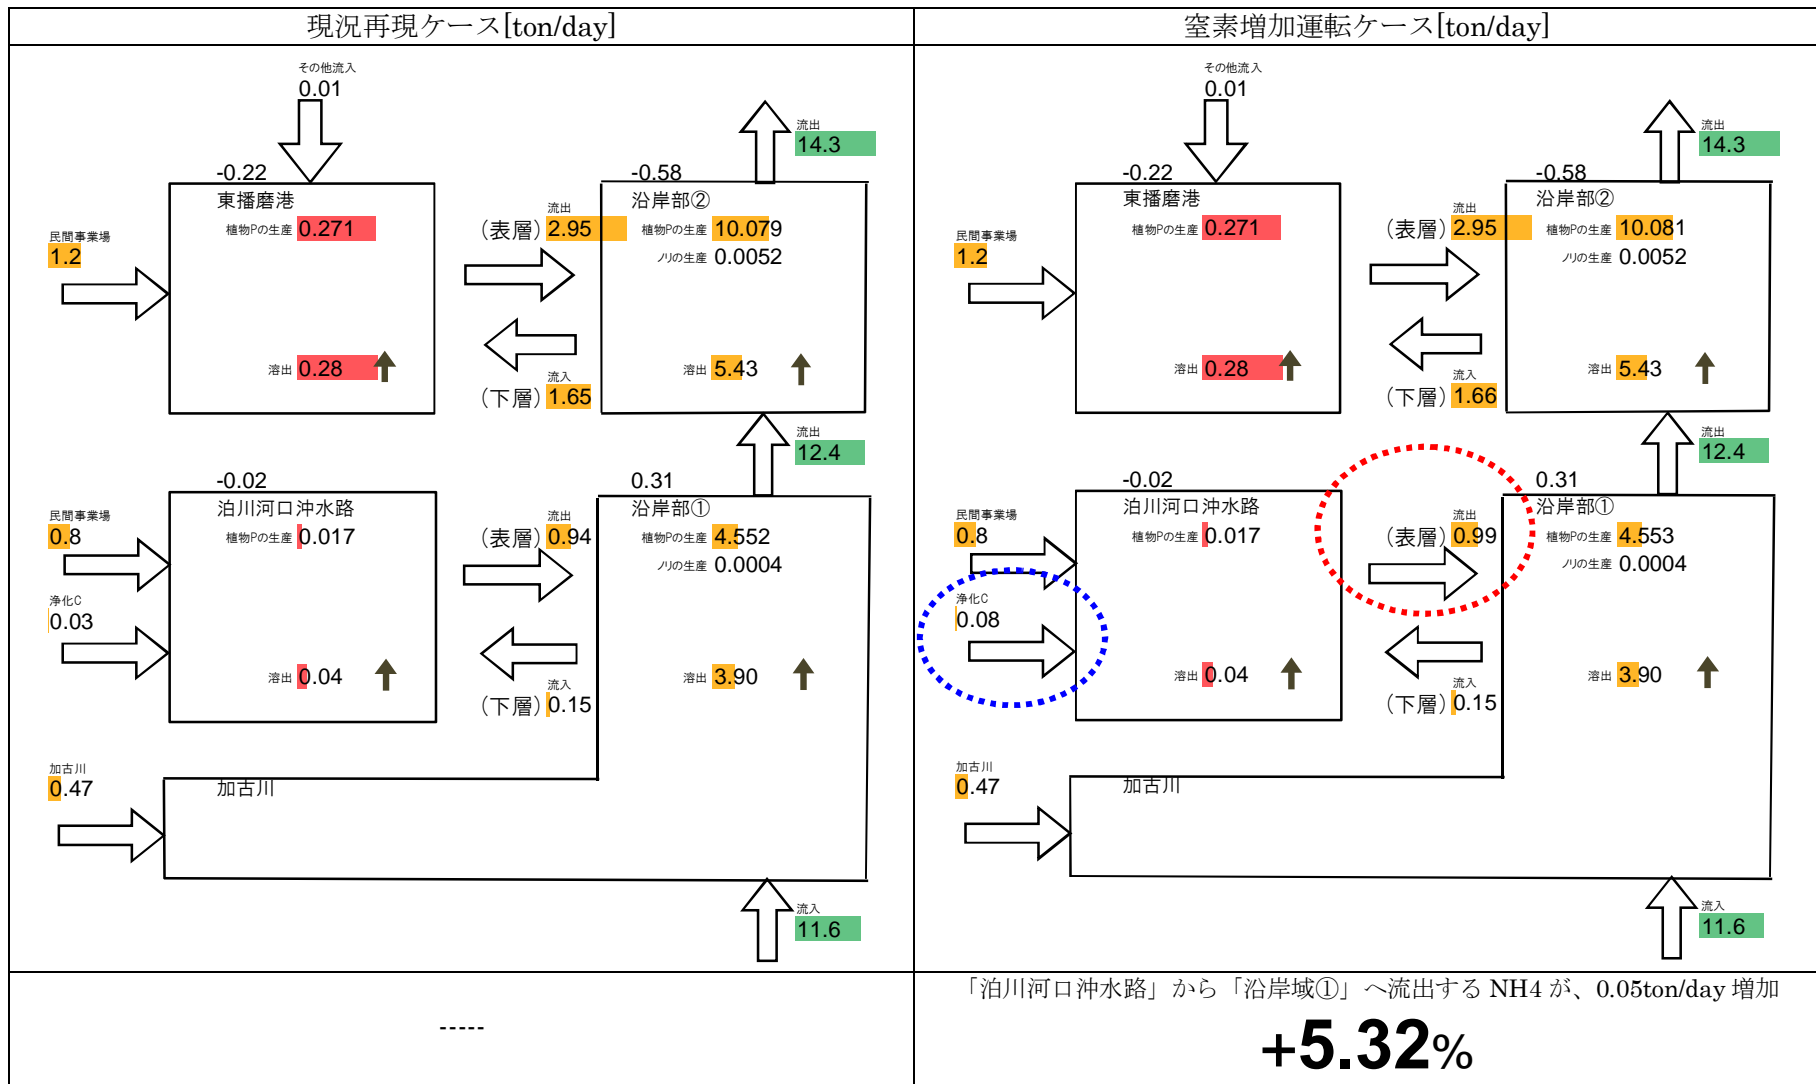 現況再現ケース[ton/day]
その他流入
0.01
流出
14.3
-0.22
-0.58
東播磨港
沿岸部②
植物Pの生産 0.271
流出
(表層) 2.95
植物Pの生産 10.079
ノリの生産 0.0052
民間事業場
1.2
溶出 0.28
流入
(下層) 1.65
溶出 5.43
流出
12.4
-0.02
0.31
泊川河口沖水路
沿岸部①
民間事業場
0.8
植物Pの生産 0.017
流出
(表層) 0.94
植物Pの生産 4.552
ノリの生産 0.0004
浄化C
0.03
溶出 0.04
流入
(下層) 0.15
溶出 3.90
加古川
0.47
加古川
流入
11.6
-----
窒素増加運転ケース[ton/day]
その他流入
0.01
流出
14.3
-0.22
-0.58
東播磨港
沿岸部②
植物Pの生産 0.271
流出
(表層) 2.95
植物Pの生産 10.081
ノリの生産 0.0052
民間事業場
1.2
溶出 0.28
流入
(下層) 1.66
溶出 5.43
流出
12.4
-0.02
0.31
泊川河口沖水路
沿岸部①
民間事業場
0.8
植物Pの生産 0.017
流出
(表層) 0.99
植物Pの生産 4.553
ノリの生産 0.0004
浄化C
0.08
溶出 0.04
流入
(下層) 0.15
溶出 3.90
加古川
0.47
加古川
流入
11.6
「泊川河口沖水路」から「沿岸域①」へ流出する NH4 が、0.05ton/day 増加
+5.32%